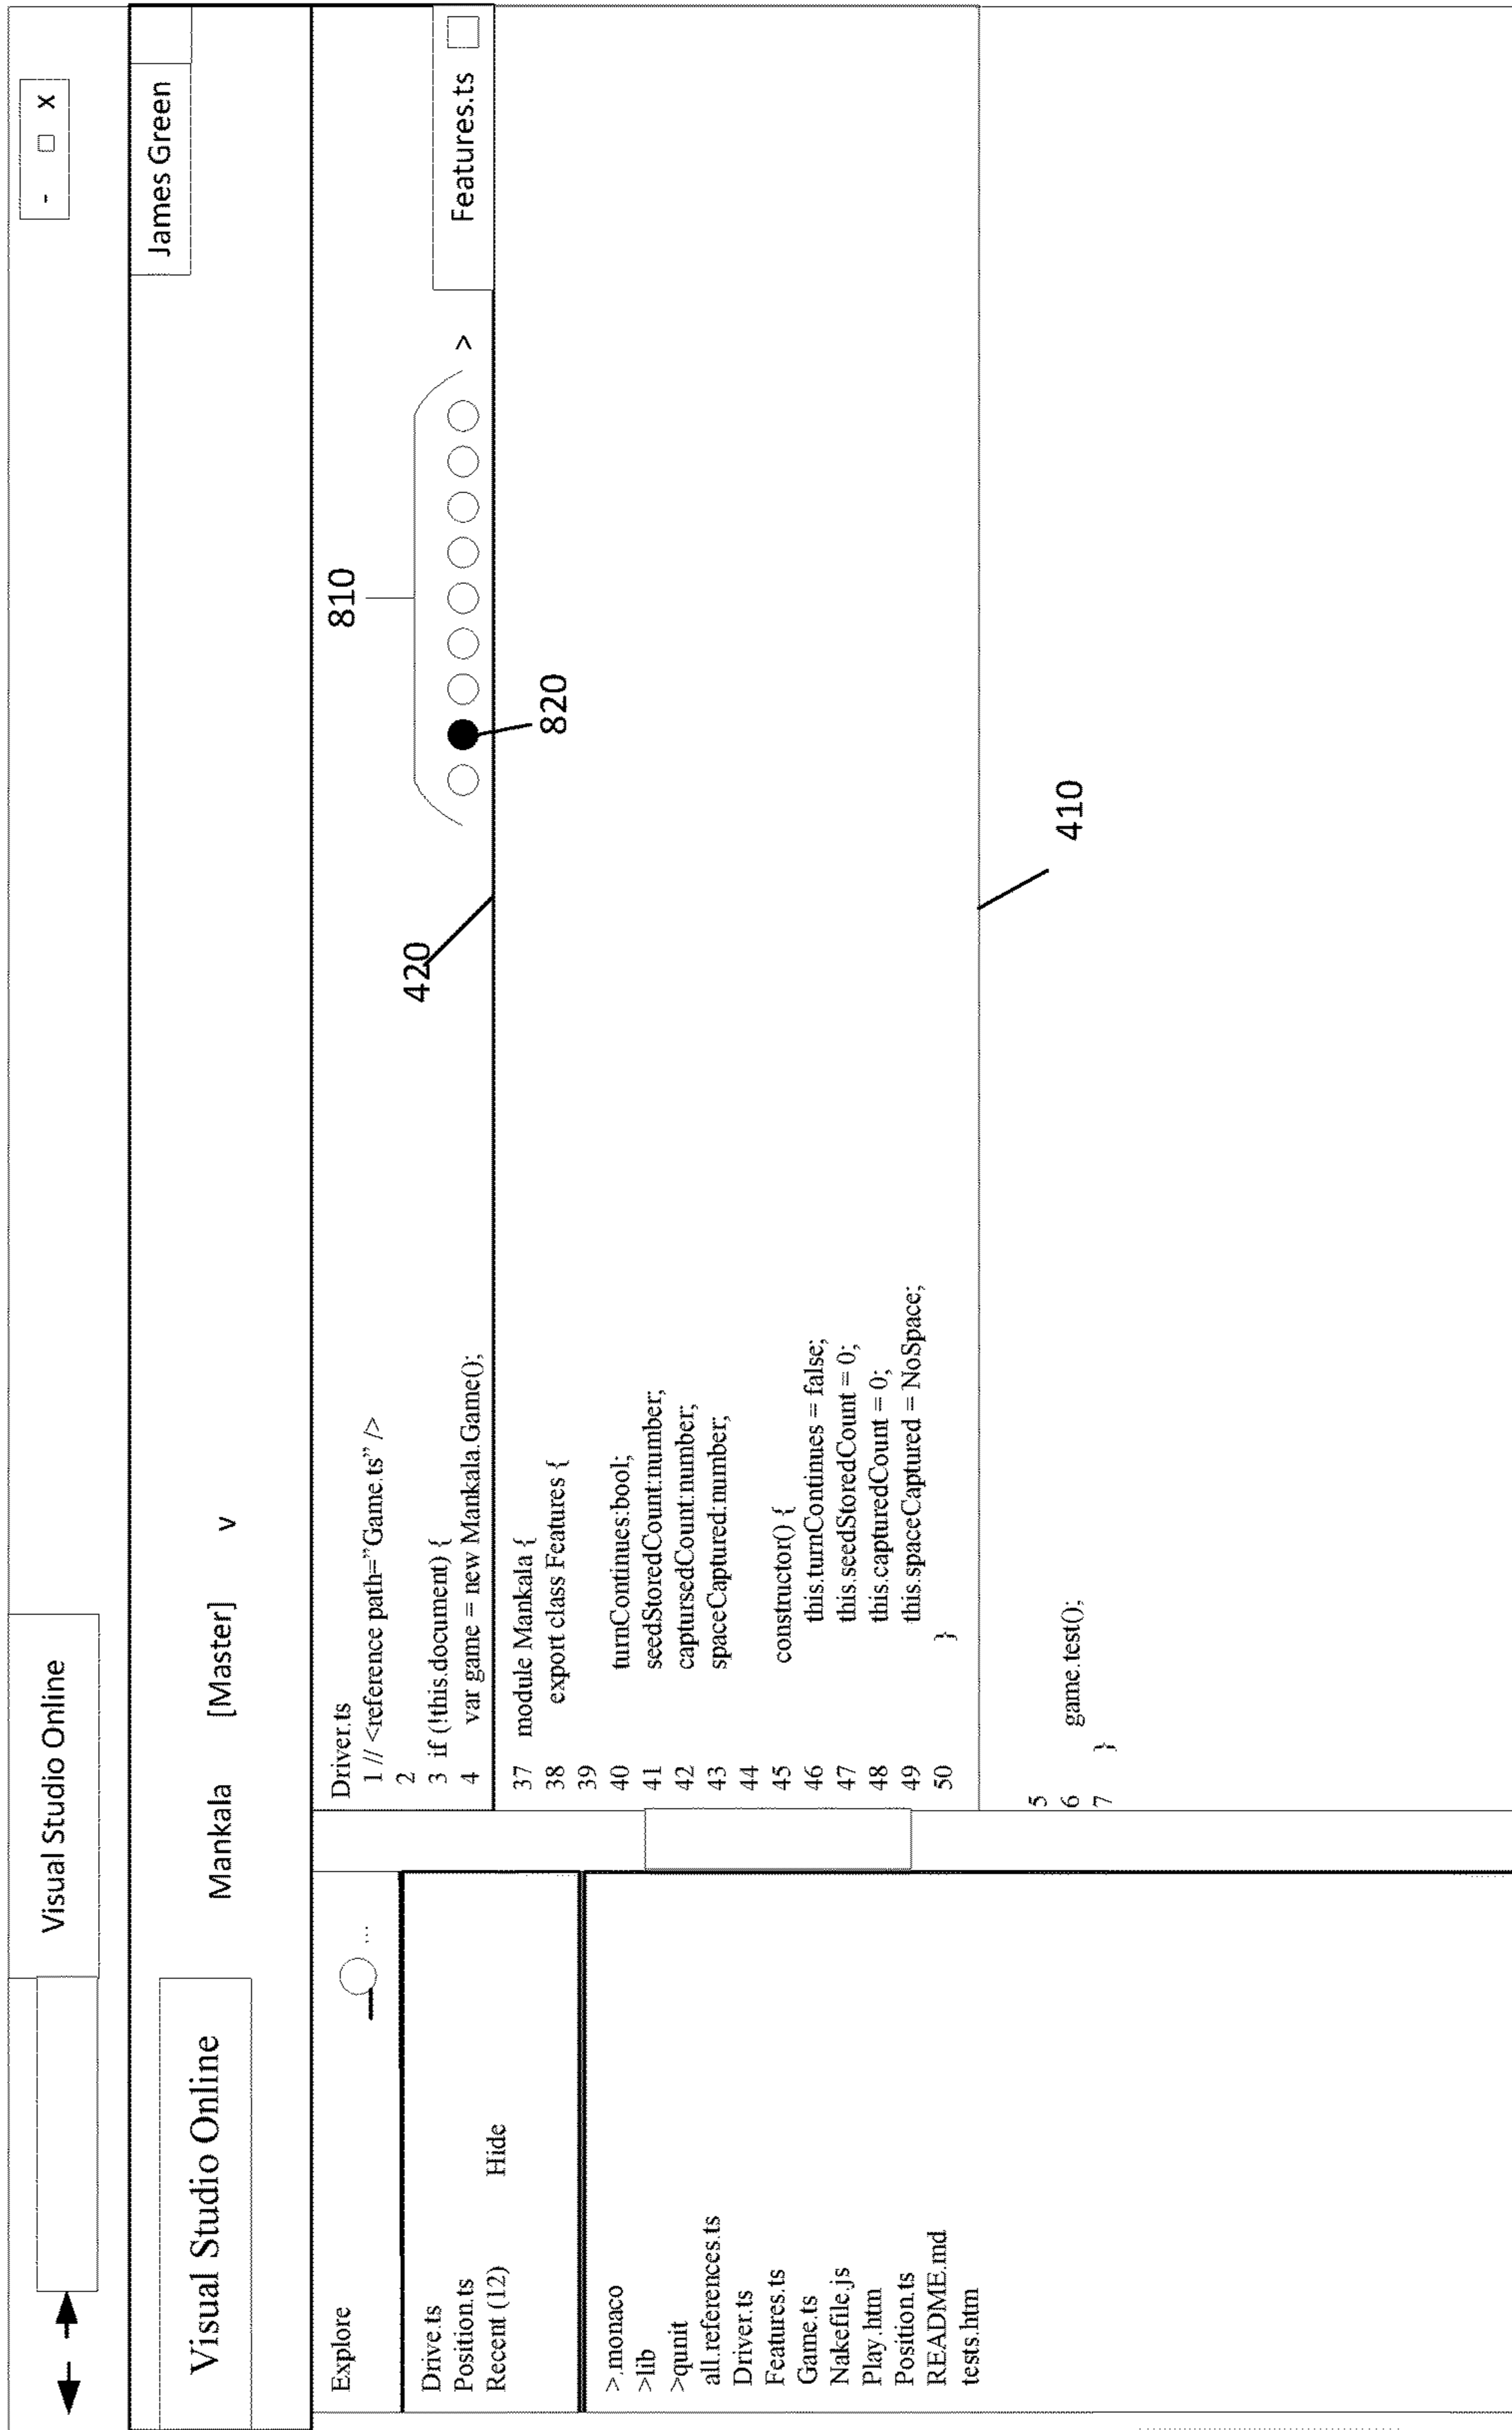 Visual Studio Online
- □ X
Visual Studio Online
Mankala [Master] v
James Green
Explore
...
Drive.ts
Position.ts
Recent (12) Hide
>.monaco
>lib
>qunit
all.references.ts
Driver.ts
Features.ts
Game.ts
Nakefile.js
Play.htm
Position.ts
README.md
tests.htm
Driver.ts
1 // <reference path=”Game.ts” />
2
3 if (!this.document) {
4 var game = new Mankala.Game();
810
>
Features.ts
420
820
37 module Mankala {
38 export class Features {
39
40 turnContinues:bool;
41 seedStoredCount:number;
42 captursedCount:number;
43 spaceCaptured:number;
44
45 constructor() {
46 this.turnContinues = false;
47 this.seedStoredCount = 0;
48 this.capturedCount = 0;
49 this.spaceCaptured = NoSpace;
50 }
410
5
6 game.test();
7 }